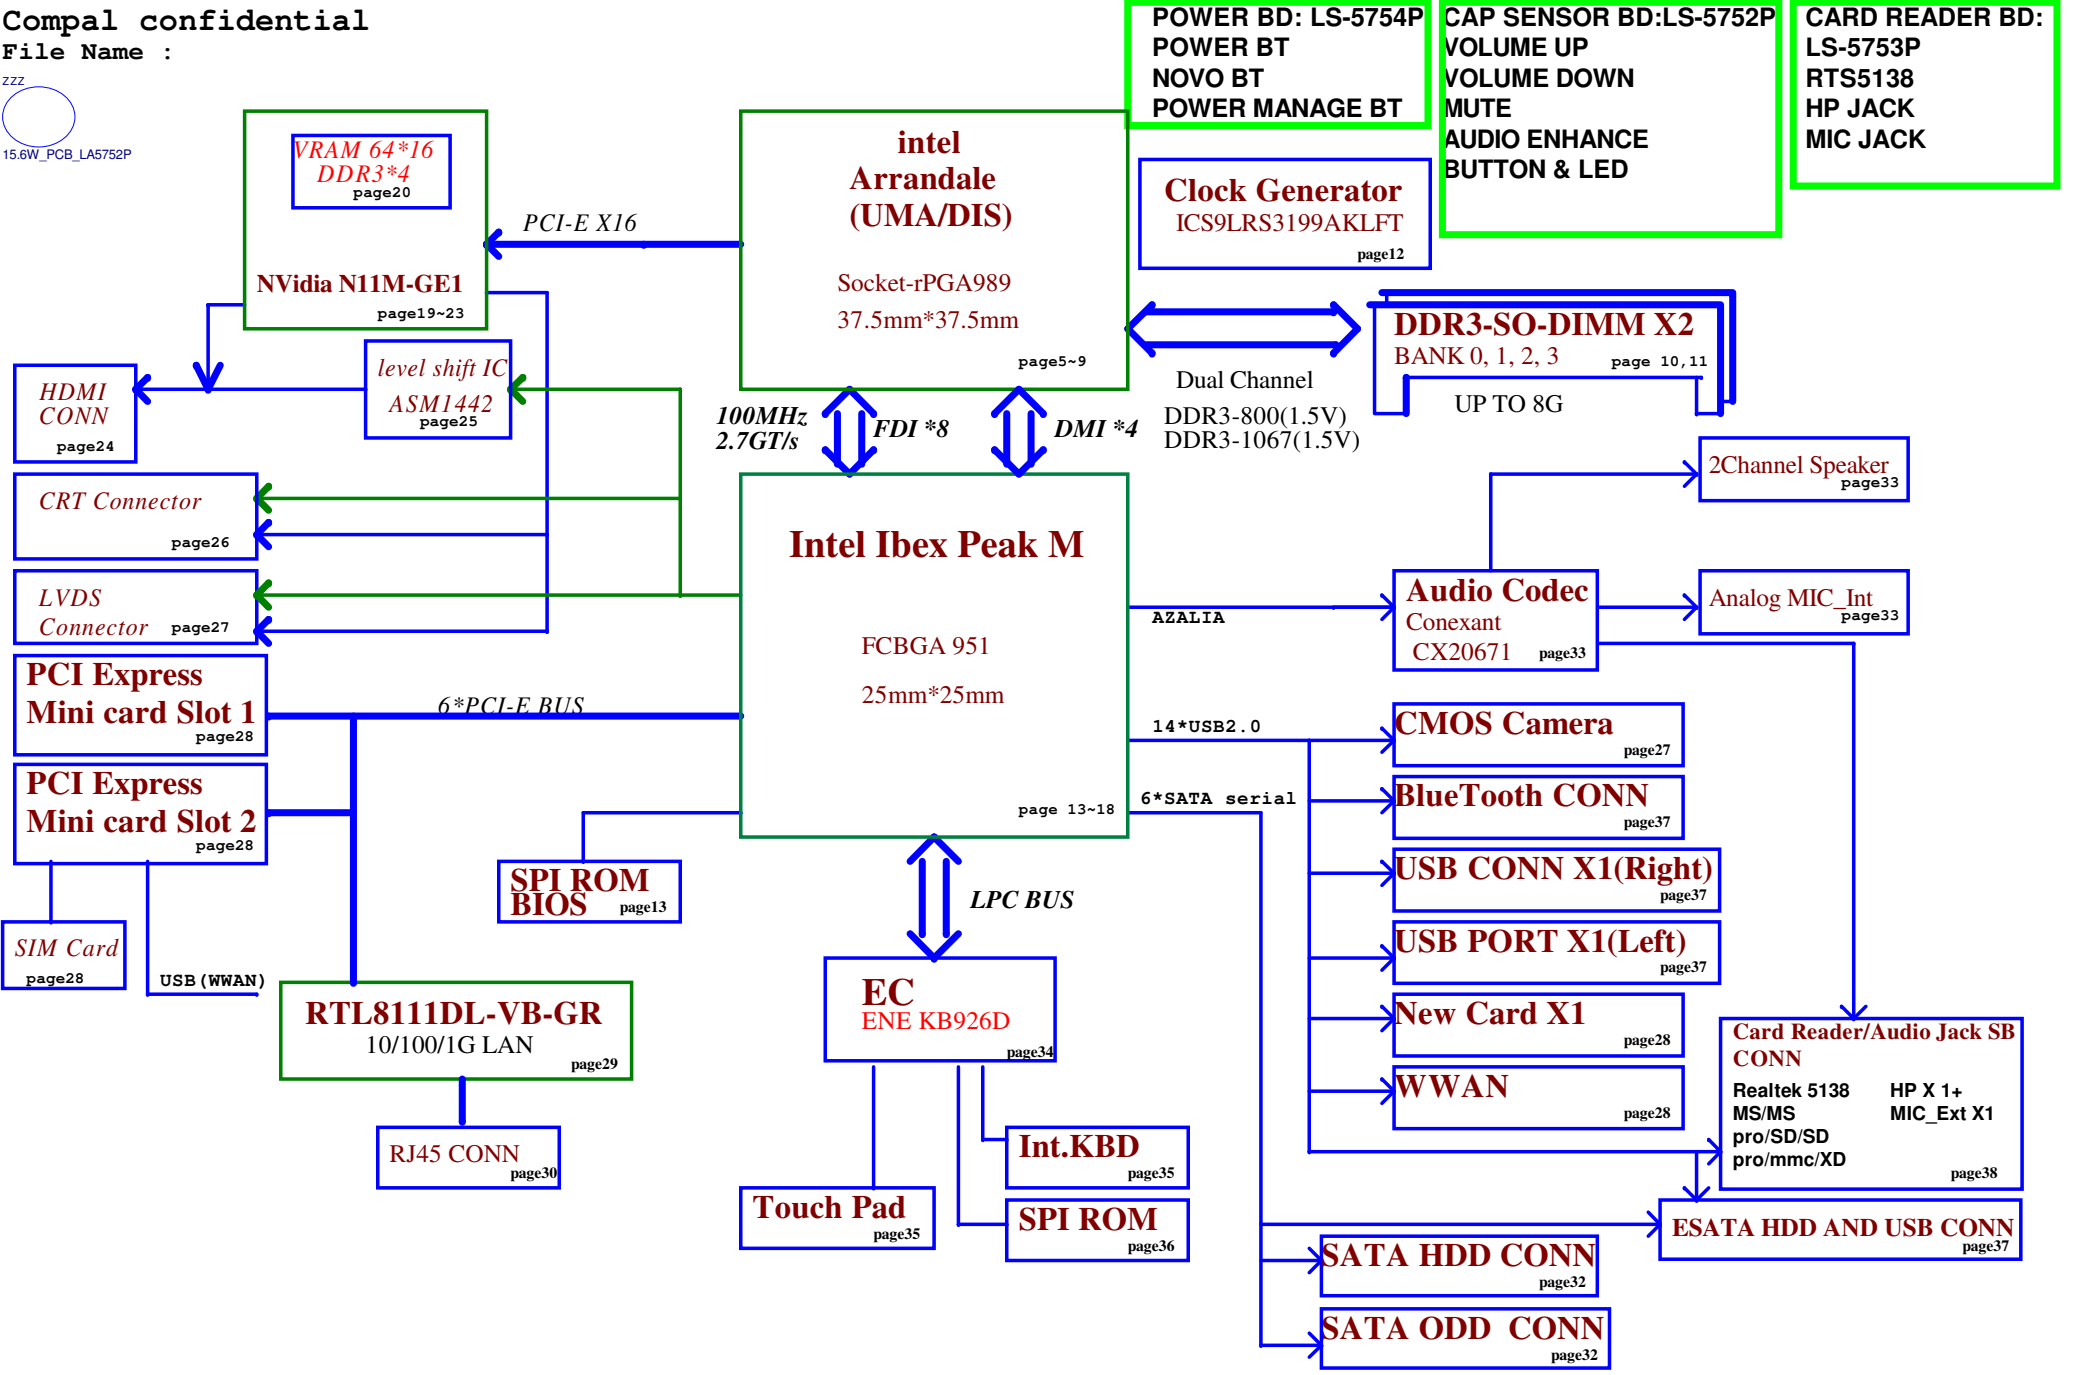 Compal confidential
File Name :
ZZZ
15.6W_PCB_LA5752P
POWER BD: LS-5754P
POWER BT
NOVO BT
POWER MANAGE BT
CAP SENSOR BD:LS-5752P
VOLUME UP
VOLUME DOWN
MUTE
AUDIO ENHANCE
BUTTON & LED
CARD READER BD:
LS-5753P
RTS5138
HP JACK
MIC JACK
VRAM 64*16
DDR3*4
page20
NVidia N11M-GE1
page19~23
PCI-E X16
intel
Arrandale
(UMA/DIS)
Socket-rPGA989
37.5mm*37.5mm
page5~9
Clock Generator
ICS9LRS3199AKLFT
page12
DDR3-SO-DIMM X2
BANK 0, 1, 2, 3
page 10,11
UP TO 8G
Dual Channel
DDR3-800(1.5V)
DDR3-1067(1.5V)
HDMI
CONN
page24
level shift IC
ASM1442
page25
100MHz
2.7GT/s
FDI *8
DMI *4
CRT Connector
page26
LVDS
Connector
page27
Intel Ibex Peak M
FCBGA 951
25mm*25mm
page 13~18
2Channel Speaker
page33
AZALIA
Audio Codec
Conexant
CX20671
page33
Analog MIC_Int
page33
PCI Express
Mini card Slot 1
page28
6*PCI-E BUS
PCI Express
Mini card Slot 2
page28
14*USB2.0
6*SATA serial
CMOS Camera
page27
BlueTooth CONN
page37
USB CONN X1(Right)
page37
USB PORT X1(Left)
page37
New Card X1
page28
WWAN
page28
SPI ROM
BIOS
page13
LPC BUS
SIM Card
page28
USB(WWAN)
RTL8111DL-VB-GR
10/100/1G LAN
page29
RJ45 CONN
page30
EC
ENE KB926D
page34
Int.KBD
page35
Touch Pad
page35
SPI ROM
page36
Card Reader/Audio Jack SB
CONN
Realtek 5138
MS/MS
pro/SD/SD
pro/mmc/XD
HP X 1+
MIC_Ext X1
page38
ESATA HDD AND USB CONN
page37
SATA HDD CONN
page32
SATA ODD CONN
page32